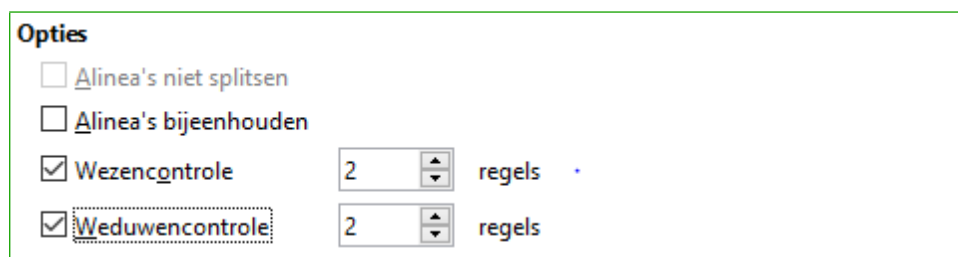 Opties
Alinea's niet splitsen
Alinea's bijeenhouden
Wezencontrole 2 regels
Weduwencontrole 2 regels